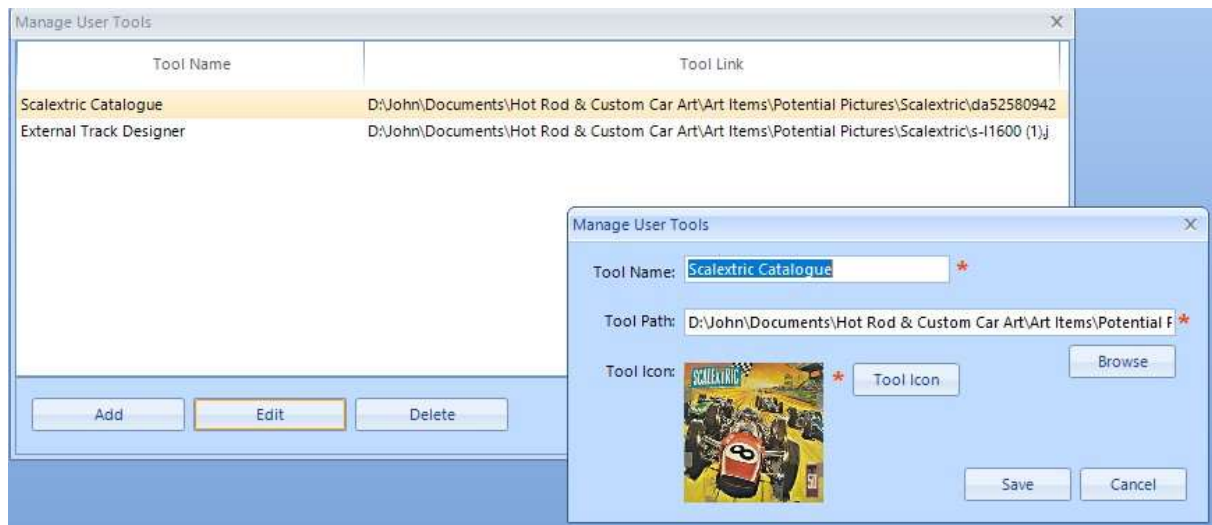 Manage User Tools
Tool Name Tool Link
Scalextric Catalogue D:\John\Documents\Hot Rod & Custom Car Art\Art Items\Potential Pictures\Scalextric\da52580942
External Track Designer D:\John\Documents\Hot Rod & Custom Car Art\Art Items\Potential Pictures\Scalextric\s-l1600 (1).j
Add Edit Delete
Manage User Tools
Tool Name: Scalextric Catalogue *
Tool Path: D:\John\Documents\Hot Rod & Custom Car Art\Art Items\Potential F *
Browse
Tool Icon: * Tool Icon
SCALEXTRIC
8
50
Save Cancel